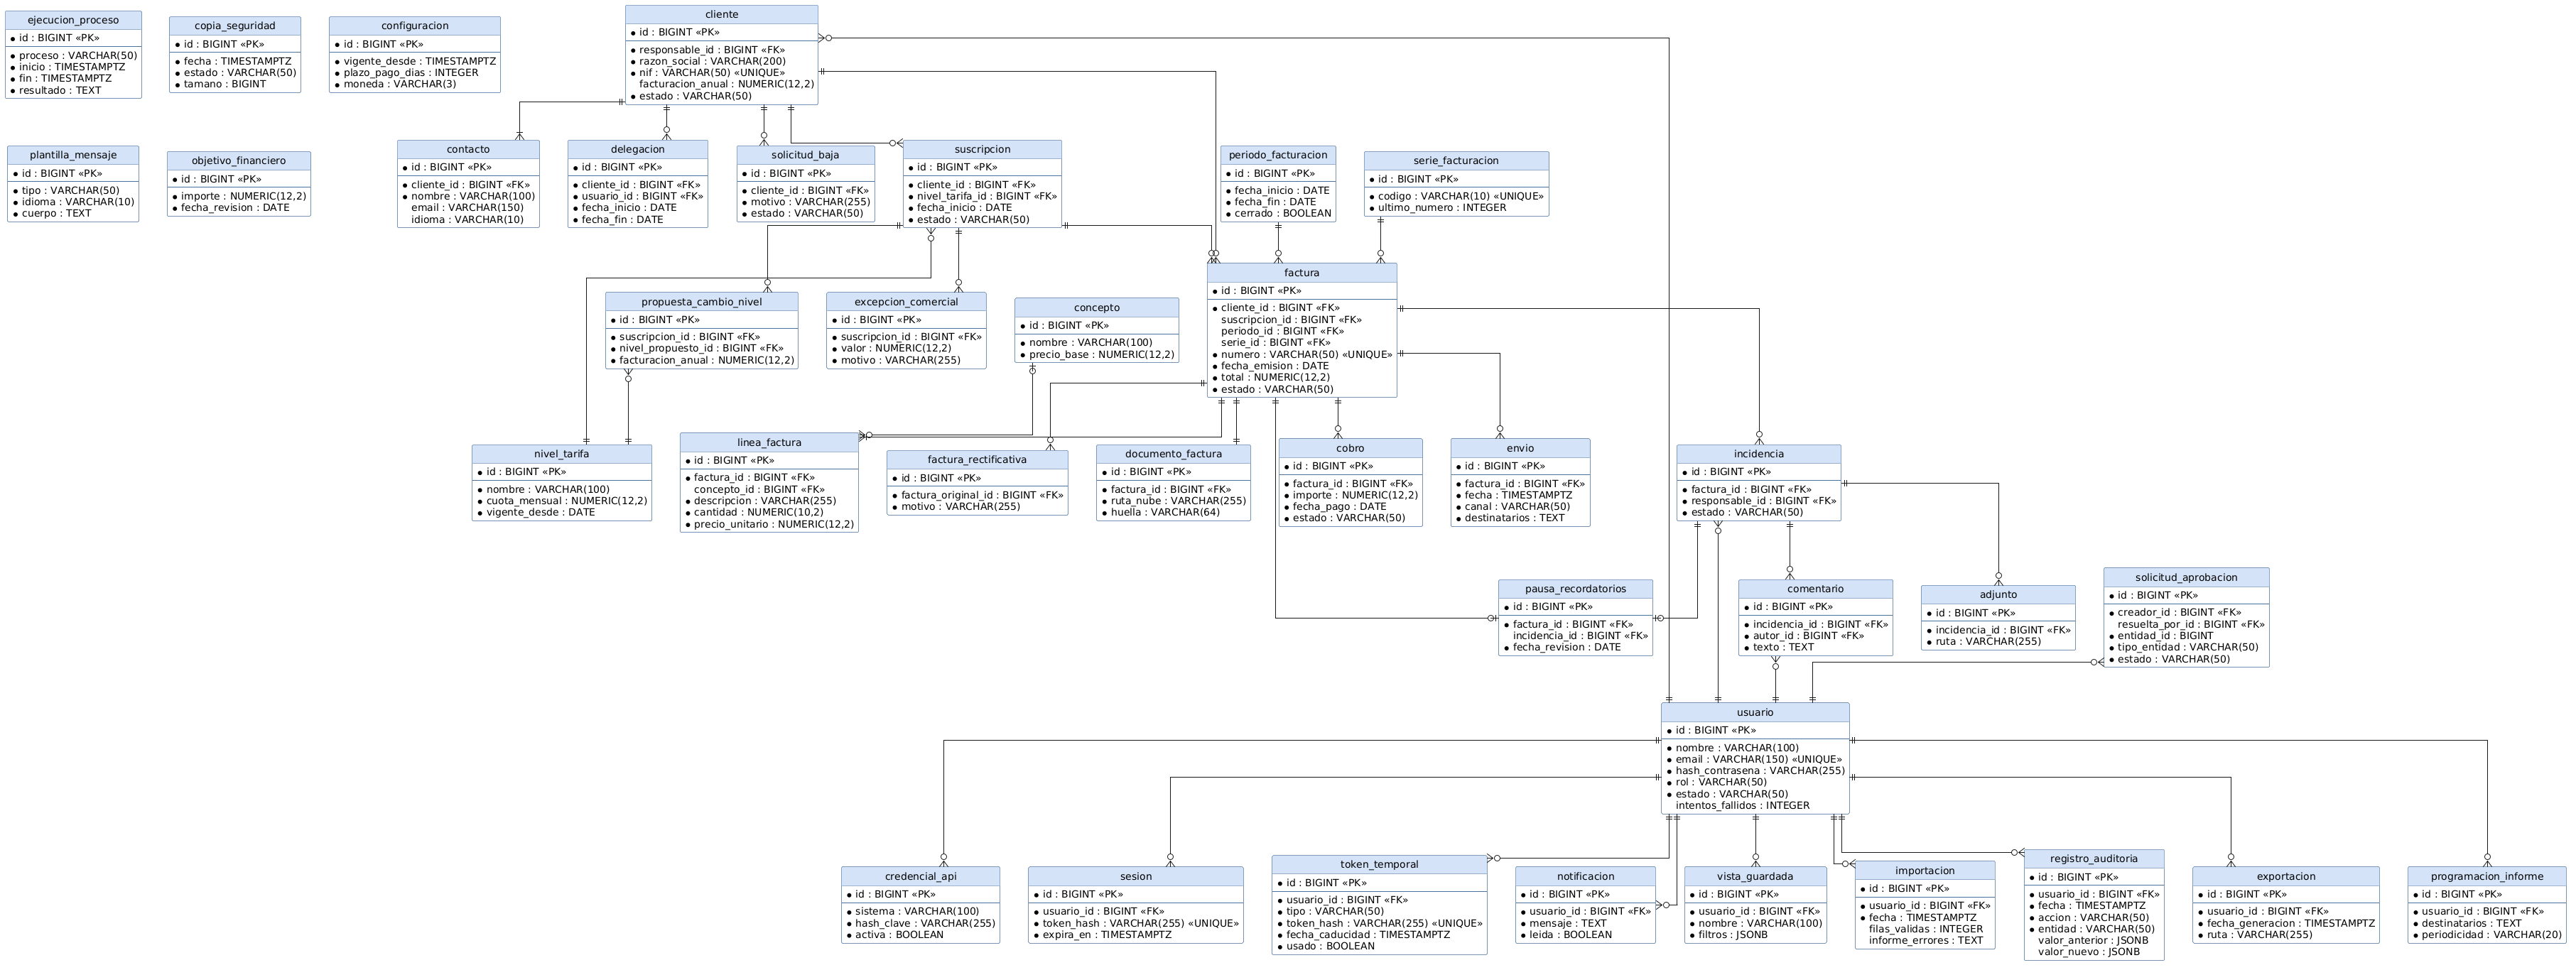 ejecucion_proceso
id : BIGINT «PK»
proceso : VARCHAR(50)
inicio : TIMESTAMPTZ
fin : TIMESTAMPTZ
resultado : TEXT
copia_seguridad
id : BIGINT «PK»
fecha : TIMESTAMPTZ
estado : VARCHAR(50)
tamano : BIGINT
configuracion
id : BIGINT «PK»
vigente_desde : TIMESTAMPTZ
plazo_pago_dias : INTEGER
moneda : VARCHAR(3)
cliente
id : BIGINT «PK»
responsable_id : BIGINT «FK»
razon_social : VARCHAR(200)
nif : VARCHAR(50) «UNIQUE»
facturacion_anual : NUMERIC(12,2)
estado : VARCHAR(50)
plantilla_mensaje
id : BIGINT «PK»
tipo : VARCHAR(50)
idioma : VARCHAR(10)
cuerpo : TEXT
objetivo_financiero
id : BIGINT «PK»
importe : NUMERIC(12,2)
fecha_revision : DATE
contacto
id : BIGINT «PK»
cliente_id : BIGINT «FK»
nombre : VARCHAR(100)
email : VARCHAR(150)
idioma : VARCHAR(10)
delegacion
id : BIGINT «PK»
cliente_id : BIGINT «FK»
usuario_id : BIGINT «FK»
fecha_inicio : DATE
fecha_fin : DATE
solicitud_baja
id : BIGINT «PK»
cliente_id : BIGINT «FK»
motivo : VARCHAR(255)
estado : VARCHAR(50)
suscripcion
id : BIGINT «PK»
cliente_id : BIGINT «FK»
nivel_tarifa_id : BIGINT «FK»
fecha_inicio : DATE
estado : VARCHAR(50)
periodo_facturacion
id : BIGINT «PK»
fecha_inicio : DATE
fecha_fin : DATE
cerrado : BOOLEAN
serie_facturacion
id : BIGINT «PK»
codigo : VARCHAR(10) «UNIQUE»
ultimo_numero : INTEGER
propuesta_cambio_nivel
id : BIGINT «PK»
suscripcion_id : BIGINT «FK»
nivel_propuesto_id : BIGINT «FK»
facturacion_anual : NUMERIC(12,2)
excepcion_comercial
id : BIGINT «PK»
suscripcion_id : BIGINT «FK»
valor : NUMERIC(12,2)
motivo : VARCHAR(255)
concepto
id : BIGINT «PK»
nombre : VARCHAR(100)
precio_base : NUMERIC(12,2)
factura
id : BIGINT «PK»
cliente_id : BIGINT «FK»
suscripcion_id : BIGINT «FK»
periodo_id : BIGINT «FK»
serie_id : BIGINT «FK»
numero : VARCHAR(50) «UNIQUE»
fecha_emision : DATE
total : NUMERIC(12,2)
estado : VARCHAR(50)
nivel_tarifa
id : BIGINT «PK»
nombre : VARCHAR(100)
cuota_mensual : NUMERIC(12,2)
vigente_desde : DATE
linea_factura
id : BIGINT «PK»
factura_id : BIGINT «FK»
concepto_id : BIGINT «FK»
descripcion : VARCHAR(255)
cantidad : NUMERIC(10,2)
precio_unitario : NUMERIC(12,2)
factura_rectificativa
id : BIGINT «PK»
factura_original_id : BIGINT «FK»
motivo : VARCHAR(255)
documento_factura
id : BIGINT «PK»
factura_id : BIGINT «FK»
ruta_nube : VARCHAR(255)
huella : VARCHAR(64)
cobro
id : BIGINT «PK»
factura_id : BIGINT «FK»
importe : NUMERIC(12,2)
fecha_pago : DATE
estado : VARCHAR(50)
envio
id : BIGINT «PK»
factura_id : BIGINT «FK»
fecha : TIMESTAMPTZ
canal : VARCHAR(50)
destinatarios : TEXT
incidencia
id : BIGINT «PK»
factura_id : BIGINT «FK»
responsable_id : BIGINT «FK»
estado : VARCHAR(50)
pausa_recordatorios
id : BIGINT «PK»
factura_id : BIGINT «FK»
incidencia_id : BIGINT «FK»
fecha_revision : DATE
comentario
id : BIGINT «PK»
incidencia_id : BIGINT «FK»
autor_id : BIGINT «FK»
texto : TEXT
adjunto
id : BIGINT «PK»
incidencia_id : BIGINT «FK»
ruta : VARCHAR(255)
solicitud_aprobacion
id : BIGINT «PK»
creador_id : BIGINT «FK»
resuelta_por_id : BIGINT «FK»
entidad_id : BIGINT
tipo_entidad : VARCHAR(50)
estado : VARCHAR(50)
usuario
id : BIGINT «PK»
nombre : VARCHAR(100)
email : VARCHAR(150) «UNIQUE»
hash_contrasena : VARCHAR(255)
rol : VARCHAR(50)
estado : VARCHAR(50)
intentos_fallidos : INTEGER
credencial_api
id : BIGINT «PK»
sistema : VARCHAR(100)
hash_clave : VARCHAR(255)
activa : BOOLEAN
sesion
id : BIGINT «PK»
usuario_id : BIGINT «FK»
token_hash : VARCHAR(255) «UNIQUE»
expira_en : TIMESTAMPTZ
token_temporal
id : BIGINT «PK»
usuario_id : BIGINT «FK»
tipo : VARCHAR(50)
token_hash : VARCHAR(255) «UNIQUE»
fecha_caducidad : TIMESTAMPTZ
usado : BOOLEAN
notificacion
id : BIGINT «PK»
usuario_id : BIGINT «FK»
mensaje : TEXT
leida : BOOLEAN
vista_guardada
id : BIGINT «PK»
usuario_id : BIGINT «FK»
nombre : VARCHAR(100)
filtros : JSONB
importacion
id : BIGINT «PK»
usuario_id : BIGINT «FK»
fecha : TIMESTAMPTZ
filas_validas : INTEGER
informe_errores : TEXT
registro_auditoria
id : BIGINT «PK»
usuario_id : BIGINT «FK»
fecha : TIMESTAMPTZ
accion : VARCHAR(50)
entidad : VARCHAR(50)
valor_anterior : JSONB
valor_nuevo : JSONB
exportacion
id : BIGINT «PK»
usuario_id : BIGINT «FK»
fecha_generacion : TIMESTAMPTZ
ruta : VARCHAR(255)
programacion_informe
id : BIGINT «PK»
usuario_id : BIGINT «FK»
destinatarios : TEXT
periodicidad : VARCHAR(20)